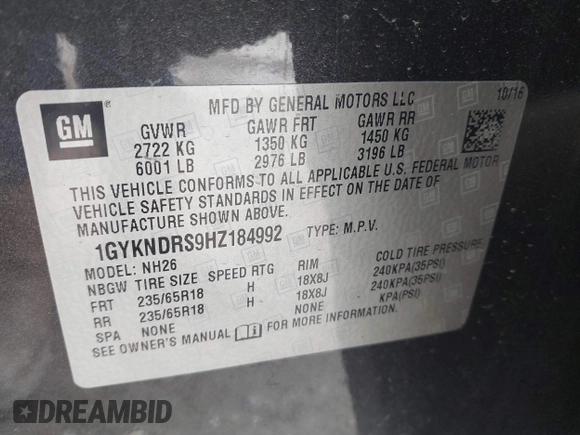 GM ®
MFD BY GENERAL MOTORS LLC 10/16
GVWR GAWR FRT GAWR RR
2722 KG 1350 KG 1450 KG
6001 LB 2976 LB 3196 LB
THIS VEHICLE CONFORMS TO ALL APPLICABLE U.S. FEDERAL MOTOR
VEHICLE SAFETY STANDARDS IN EFFECT ON THE DATE OF
MANUFACTURE SHOWN ABOVE.
1GYKNDRS9HZ184992 TYPE: M.P.V.
MODEL: NH26
NBGW TIRE SIZE SPEED RTG RIM COLD TIRE PRESSURE
FRT 235/65R18 H 18X8J 240KPA(35PSI)
RR 235/65R18 H 18X8J 240KPA(35PSI)
SPA NONE NONE KPA(PSI)
SEE OWNER'S MANUAL i FOR MORE INFORMATION.
DREAMBID